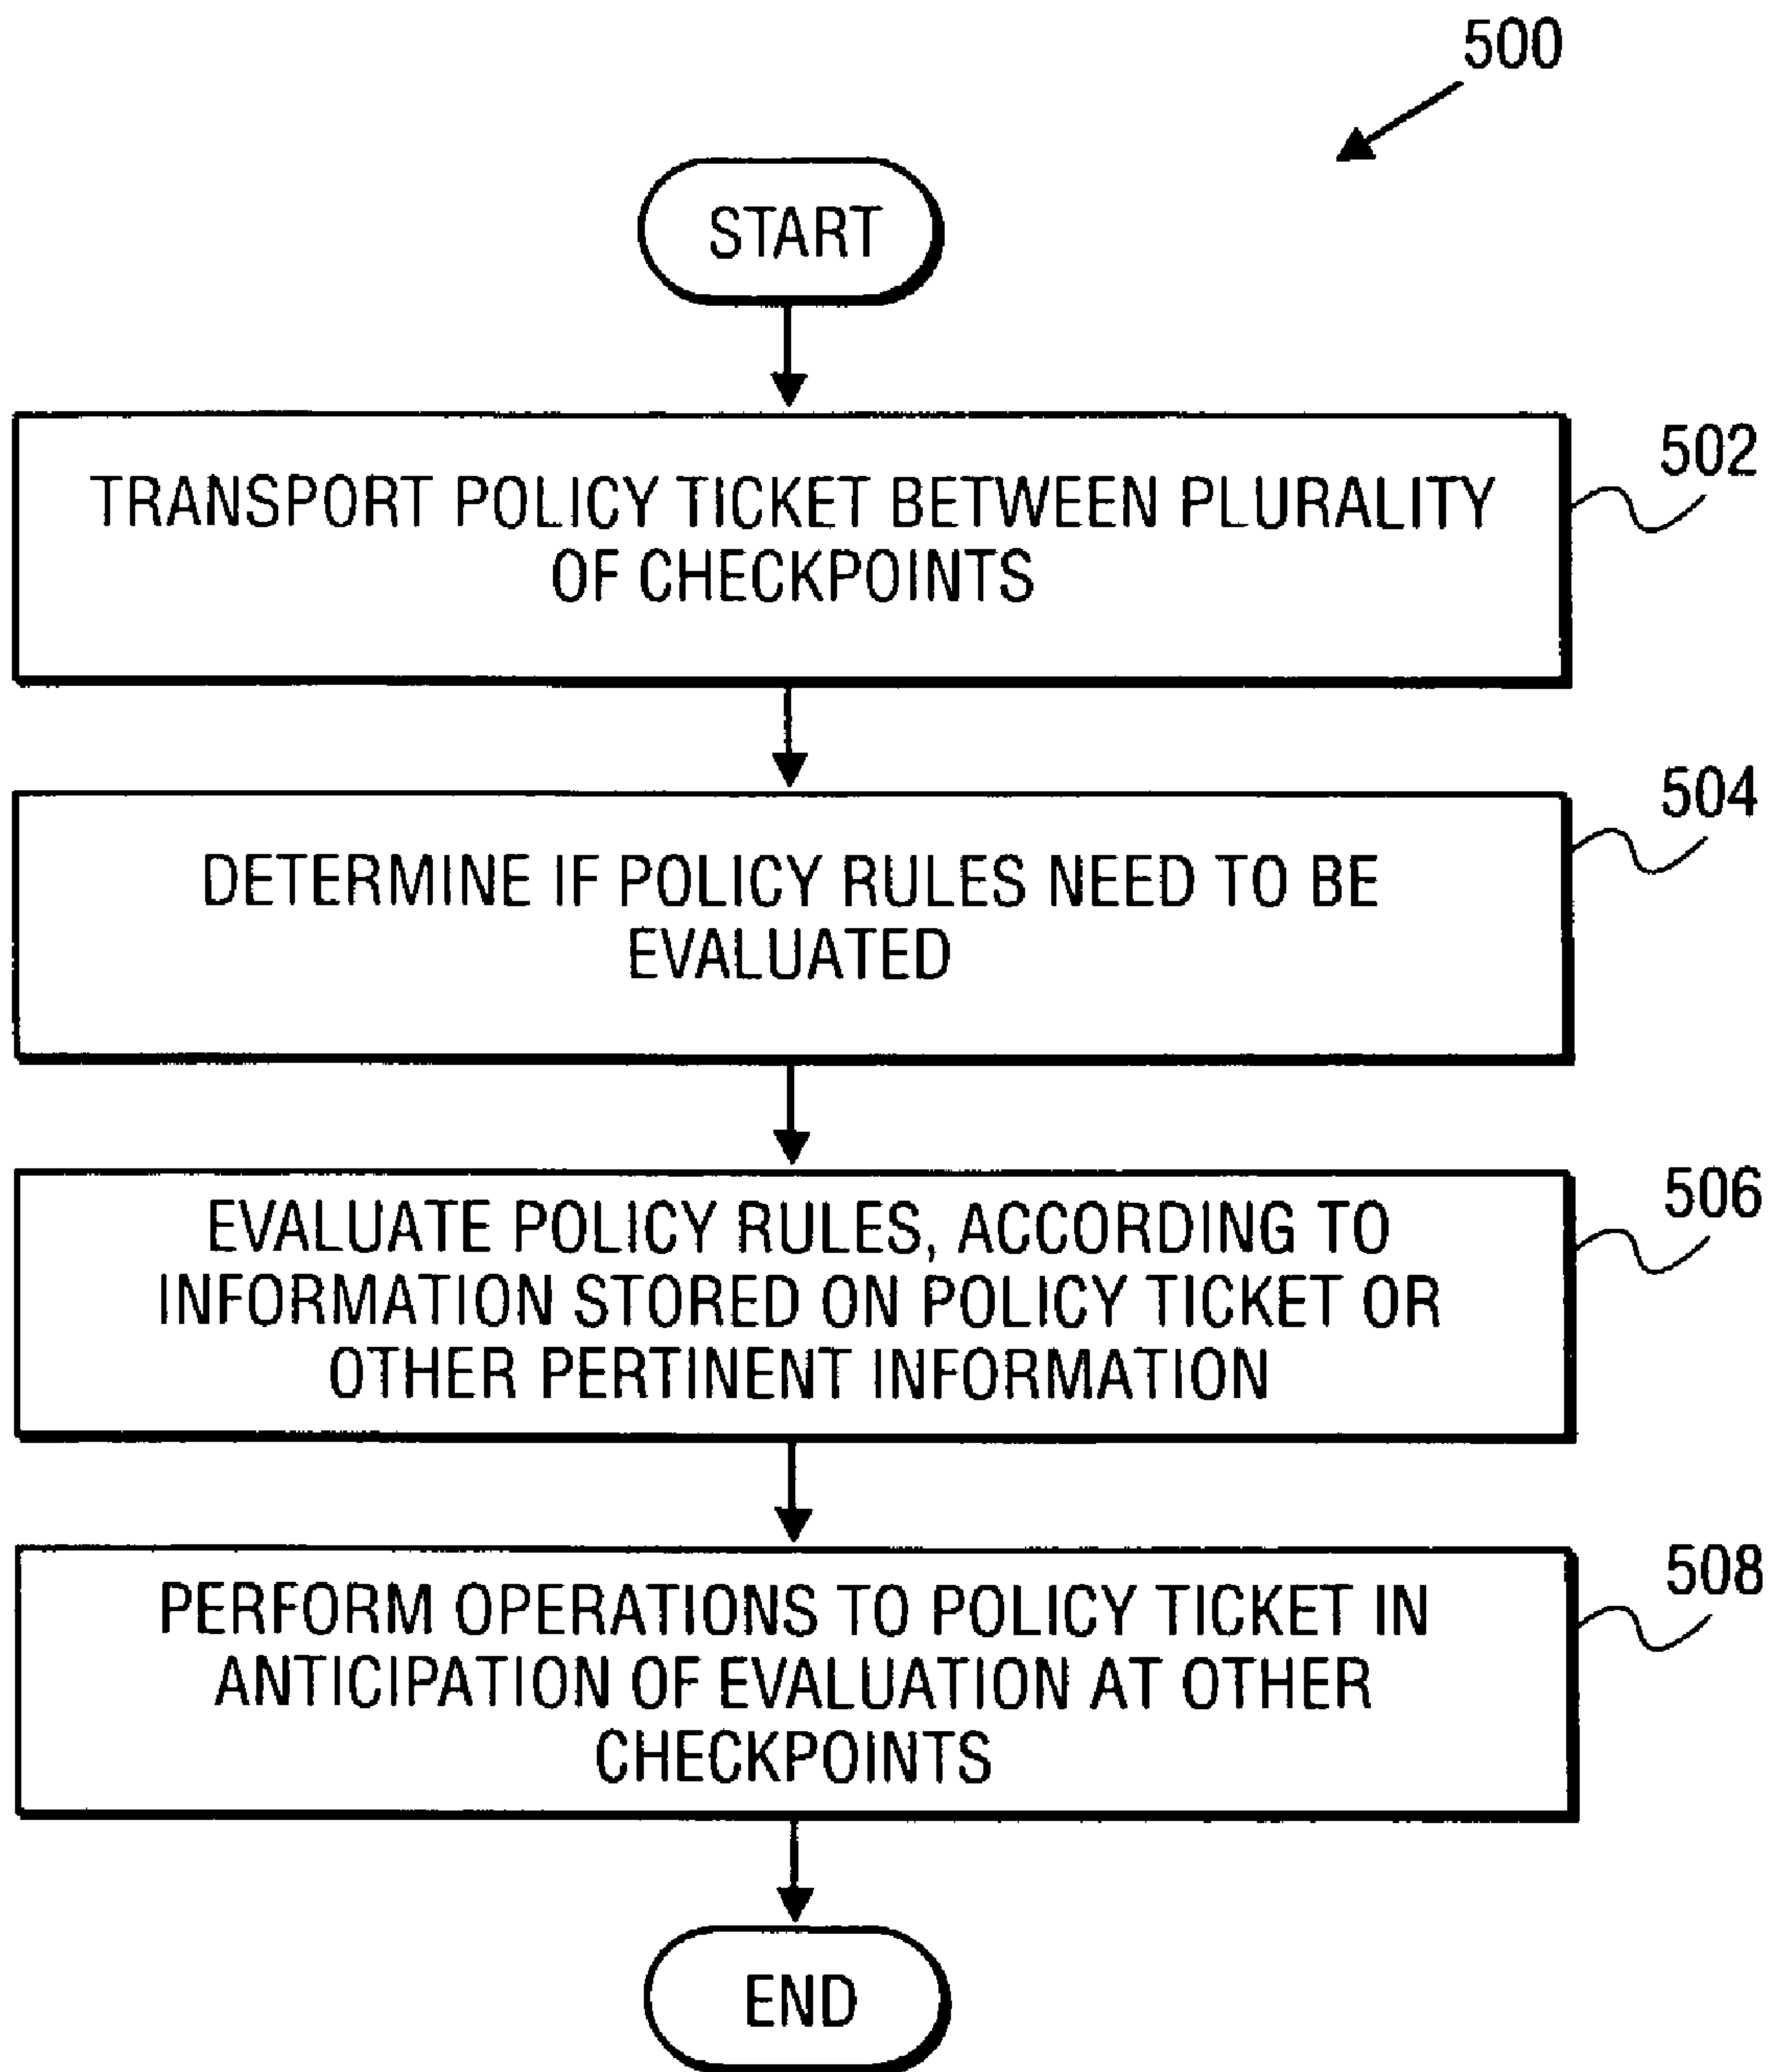 500
START
TRANSPORT POLICY TICKET BETWEEN PLURALITY
OF CHECKPOINTS
502
DETERMINE IF POLICY RULES NEED TO BE
EVALUATED
504
EVALUATE POLICY RULES, ACCORDING TO
INFORMATION STORED ON POLICY TICKET OR
OTHER PERTINENT INFORMATION
506
PERFORM OPERATIONS TO POLICY TICKET IN
ANTICIPATION OF EVALUATION AT OTHER
CHECKPOINTS
508
END